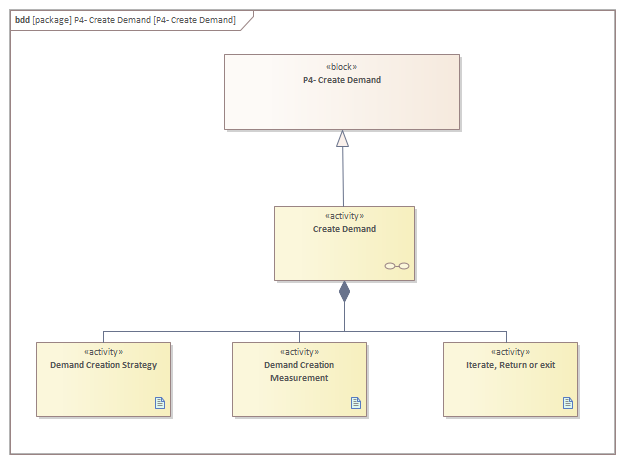 bdd [package] P4- Create Demand [P4- Create Demand]
«block»
P4- Create Demand
«activity»
Create Demand
«activity»
Demand Creation Strategy
«activity»
Demand Creation
Measurement
«activity»
Iterate, Return or exit